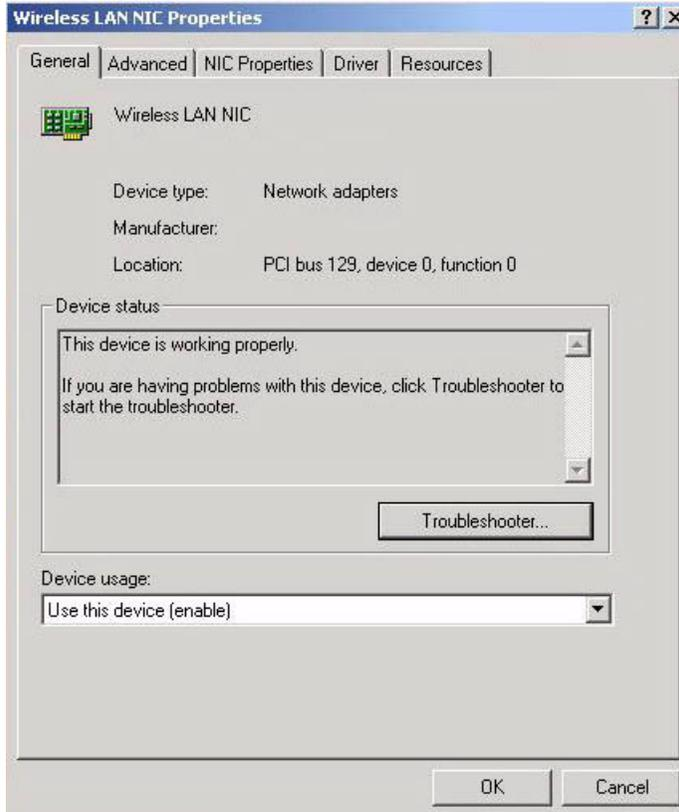 Wireless LAN NIC Properties
General
Advanced
NIC Properties
Driver
Resources
Wireless LAN NIC
Device type: Network adapters
Manufacturer:
Location: PCI bus 129, device 0, function 0
Device status
This device is working properly.
If you are having problems with this device, click Troubleshooter to
start the troubleshooter.
Troubleshooter...
Device usage:
Use this device (enable)
OK
Cancel